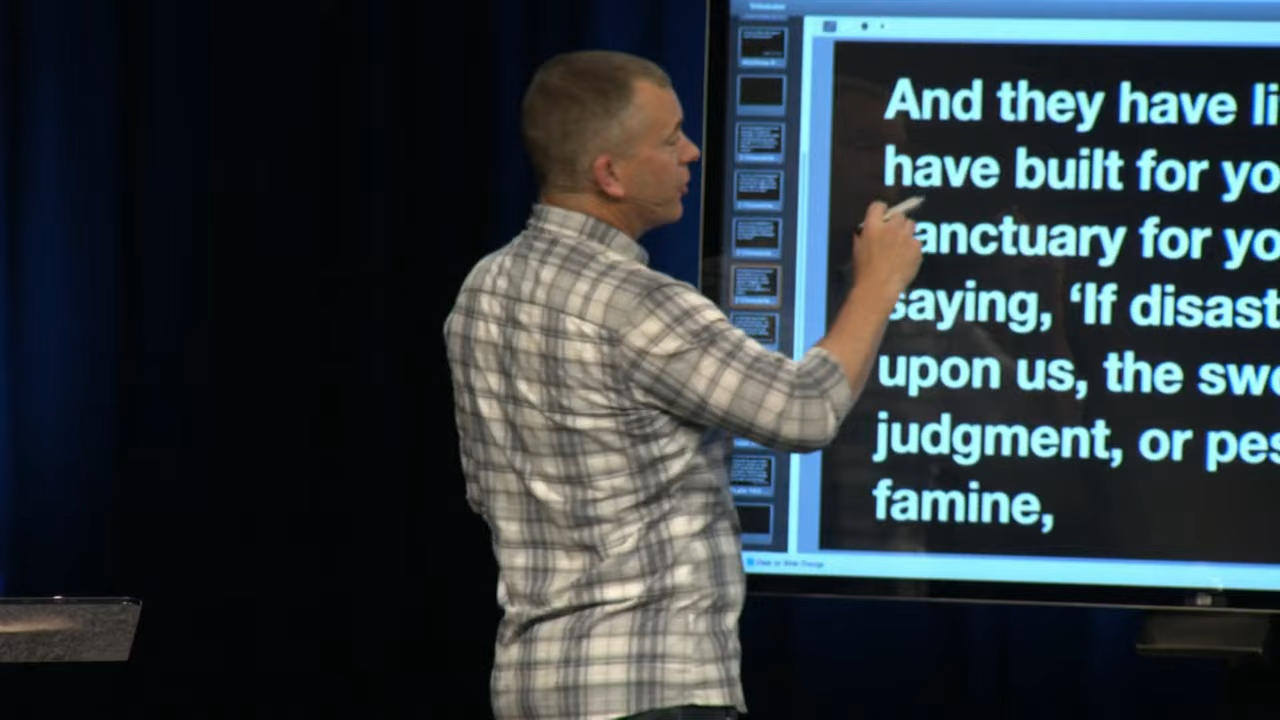 And they have li
have built for yo
sanctuary for yo
saying, ‘If disast
upon us, the swo
judgment, or pes
famine,